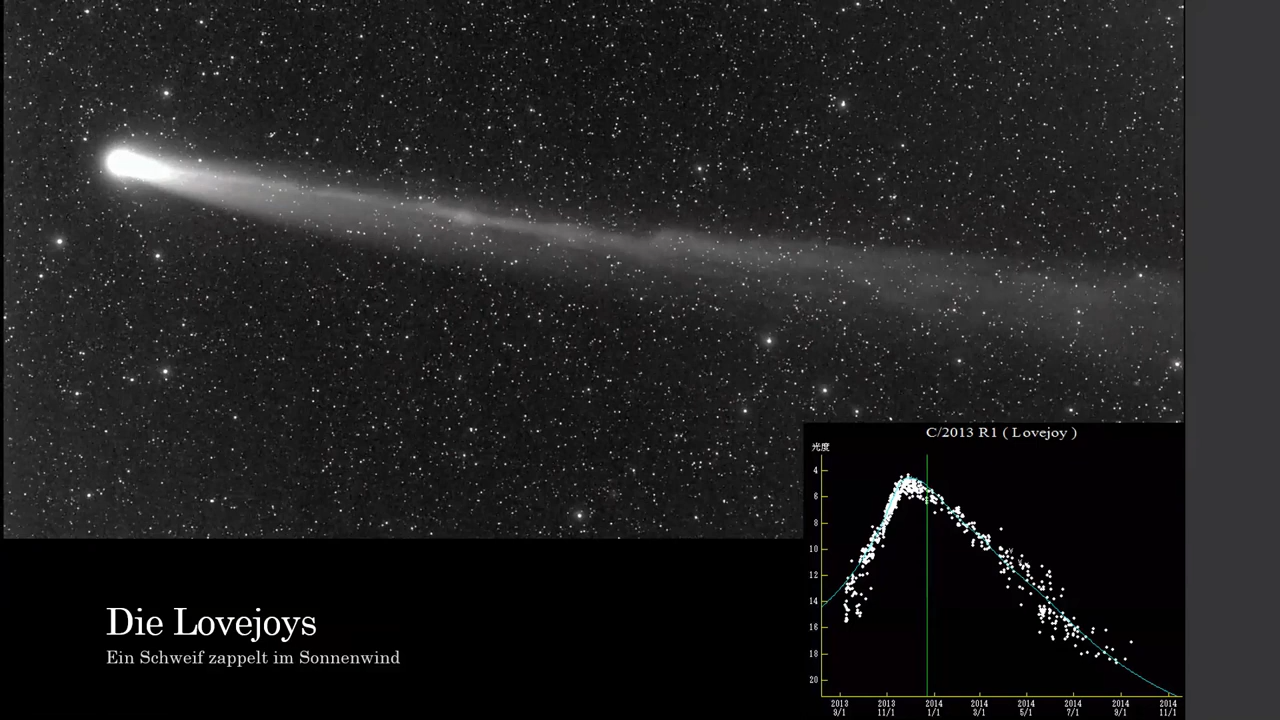 C/2013 R1 ( Lovejoy )
光度
4
6
8
10
12
14
16
18
20
2013 2013 2014 2014 2014 2014 2014 2014
9/1 11/1 1/1 3/1 5/1 7/1 9/1 11/1
Die Lovejoys
Ein Schweif zappelt im Sonnenwind